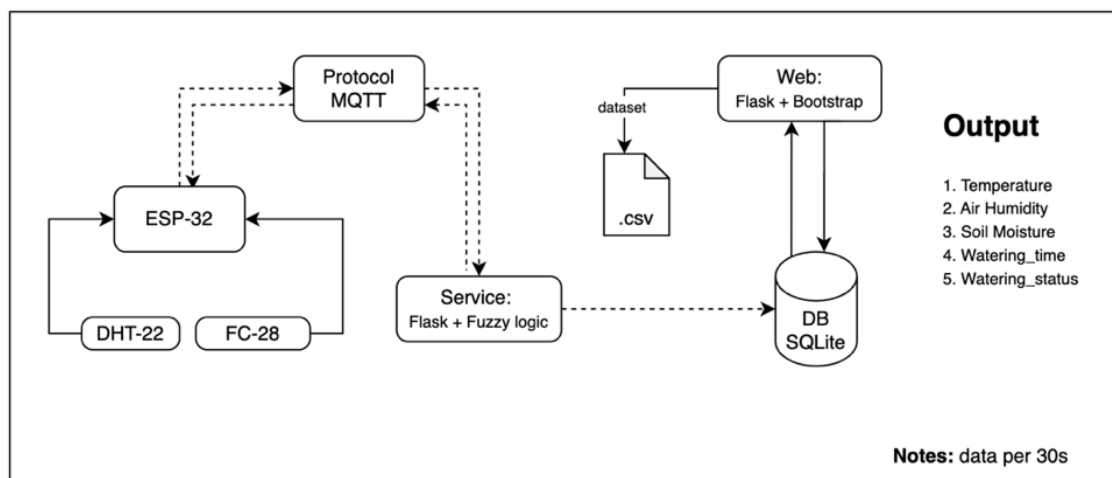 Protocol
MQTT
ESP-32
DHT-22
FC-28
Service:
Flask + Fuzzy logic
dataset
.csv
Web:
Flask + Bootstrap
DB
SQLite
Output
1. Temperature
2. Air Humidity
3. Soil Moisture
4. Watering_time
5. Watering_status
Notes: data per 30s